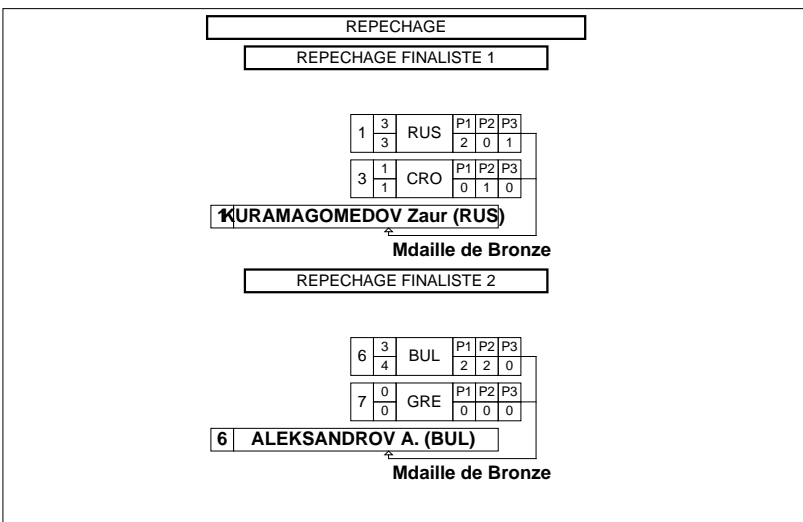 REPECHAGE
REPECHAGE FINALISTE 1
1 3 RUS P1 P2 P3
3 2 0 1
3 1 CRO P1 P2 P3
1 0 1 0
1 KURAMAGOMEDOV Zaur (RUS)
Mdaille de Bronze
REPECHAGE FINALISTE 2
6 3 BUL P1 P2 P3
4 2 2 0
7 0 GRE P1 P2 P3
0 0 0 0
6 ALEKSANDROV A. (BUL)
Mdaille de Bronze